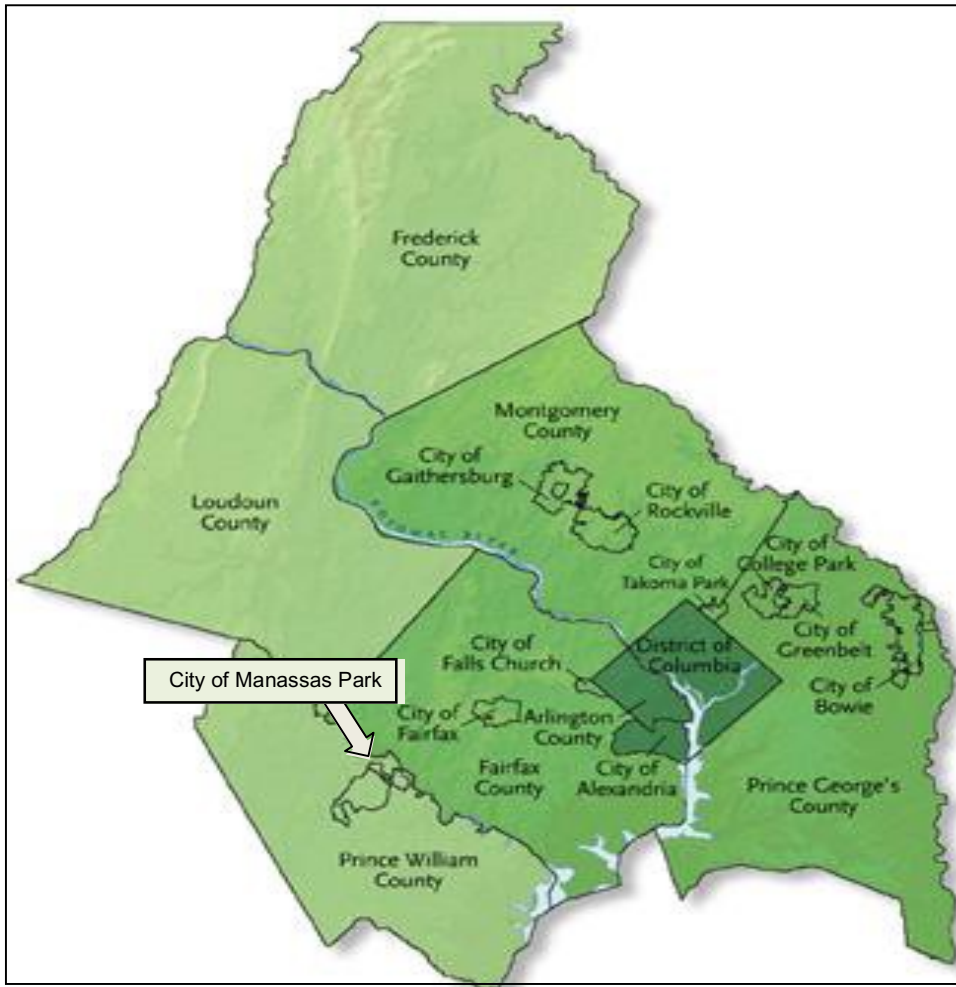 Frederick
County
Montgomery
County
City of
Gaithersburg
City of
Rockville
Loudoun
County
City of
College Park
City of
Takoma Park
City of
Falls Church
District of
Columbia
City of
Greenbelt
City of Manassas Park
City of
Bowie
City of
Fairfax
Arlington
County
Fairfax
County
City of
Alexandria
Prince George's
County
Prince William
County